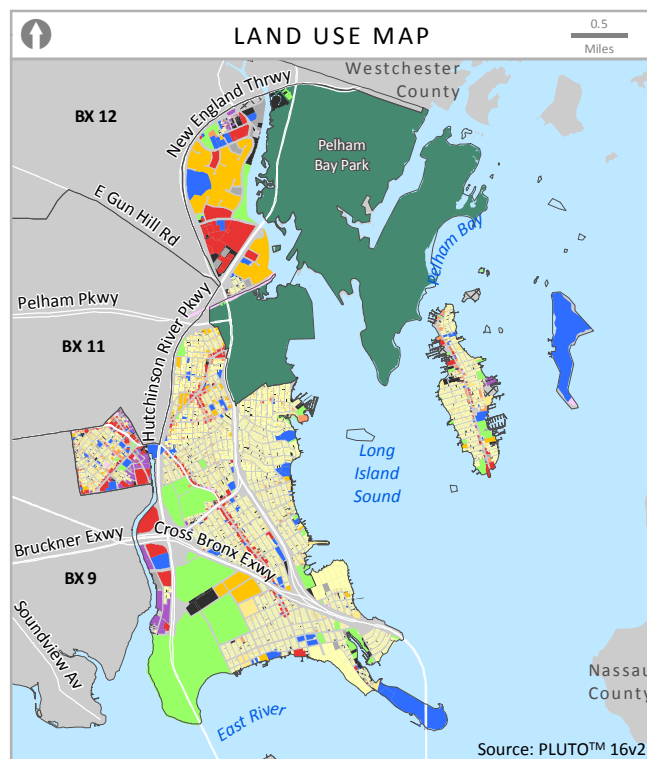 LAND USE MAP
0.5
Miles
Westchester
County
New England Thrwy
BX 12
Pelham
Bay Park
E Gun Hill Rd
Pelham Bay
Pelham Pkwy
Hutchinson River Pkwy
BX 11
Long
Island
Sound
Bruckner Exwy
Cross Bronx Exwy
BX 9
Soundview Av
Nassau
County
East River
Source: PLUTO™ 16v2